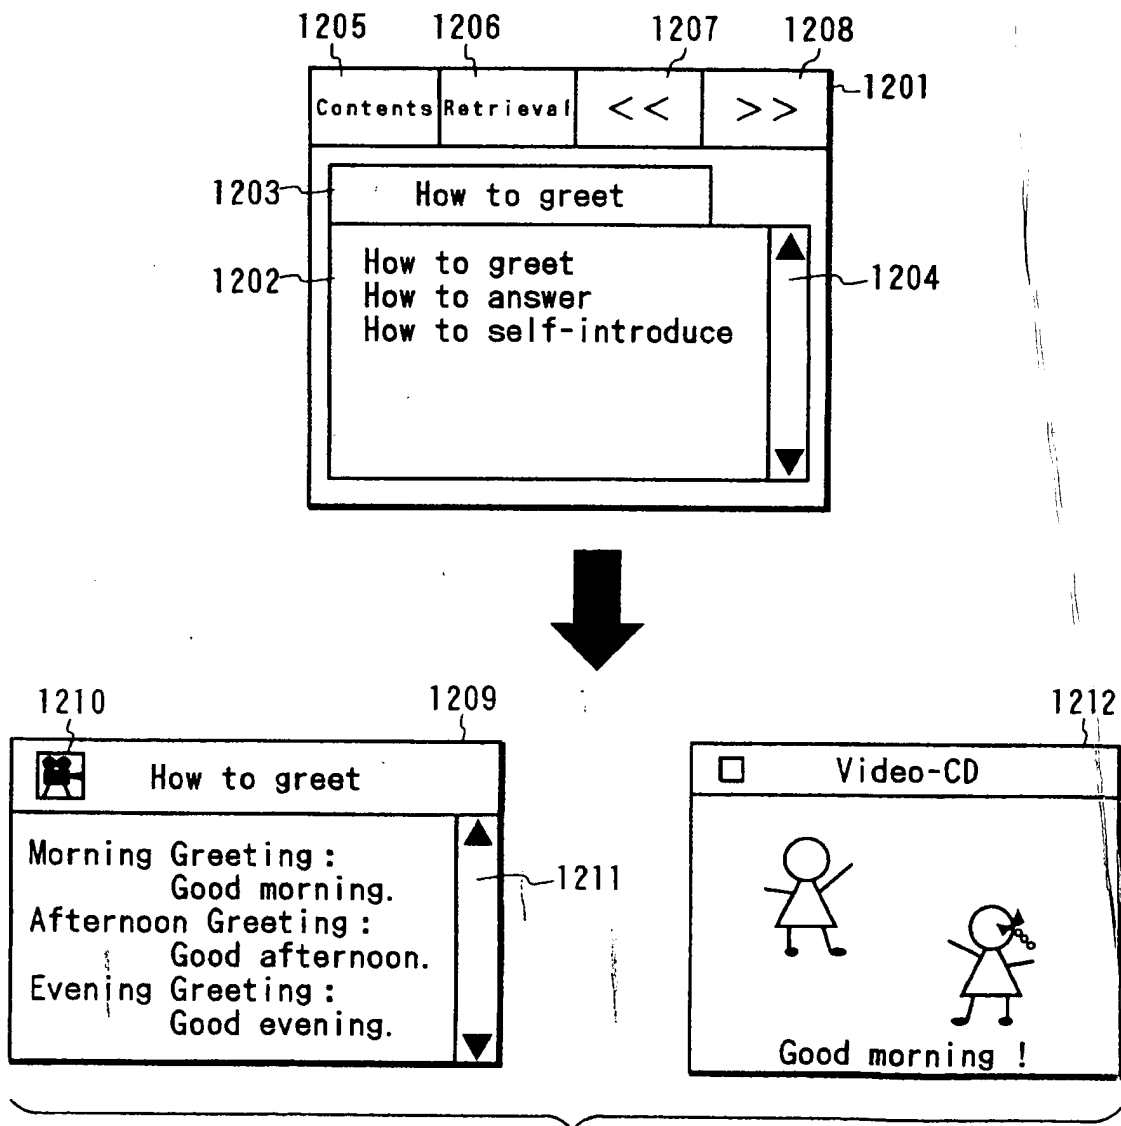 1205 1206 1207 1208
1201
Contents Retrieval << >>
1203
How to greet
1202
1204
How to greet
How to answer
How to self-introduce
1210 1209
How to greet
Morning Greeting:
Good morning.
1211
Afternoon Greeting:
Good afternoon.
Evening Greeting:
Good evening.
1212
Video-CD
Good morning !